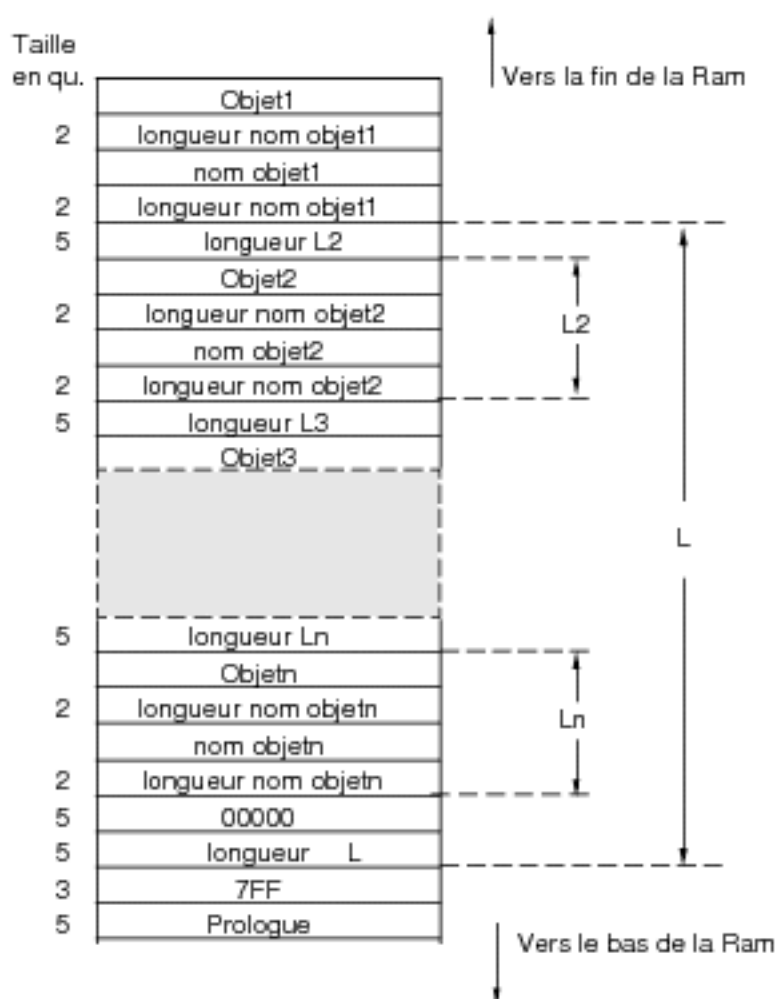 Taille
en qu.
Vers la fin de la Ram
Objet1
2 longueur nom objet1
nom objet1
2 longueur nom objet1
5 longueur L2
Objet2
2 longueur nom objet2
L2
nom objet2
2 longueur nom objet2
5 longueur L3
Objet3
L
5 longueur Ln
Objetn
2 longueur nom objetn
Ln
nom objetn
2 longueur nom objetn
5 00000
5 longueur L
3 7FF
5 Prologue
Vers le bas de la Ram